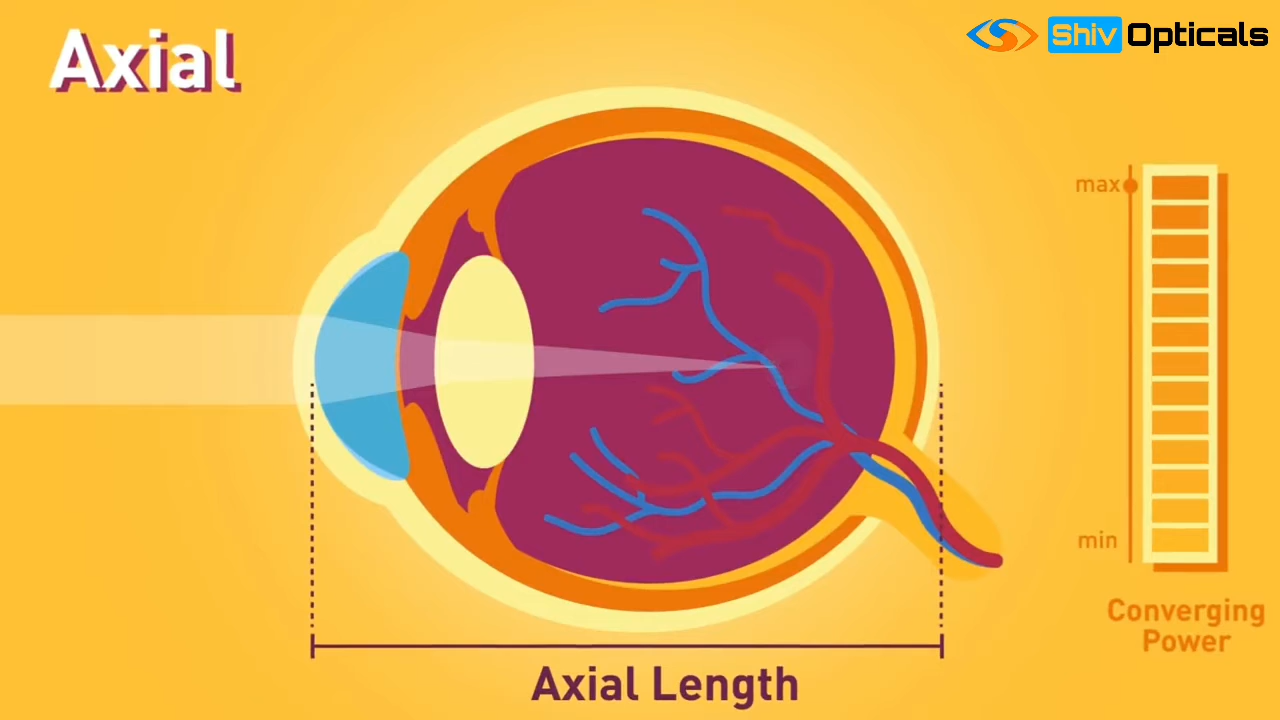 Axial
Shiv Opticals
max
min
Converging
Power
Axial Length